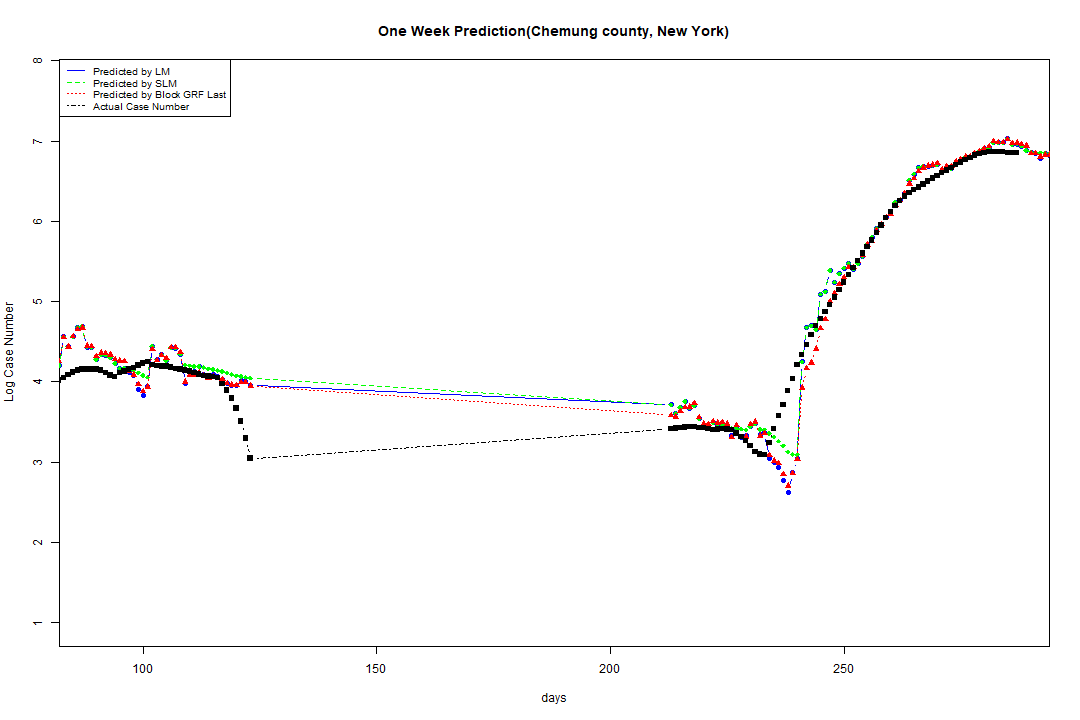 One Week Prediction(Chemung county, New York)
Predicted by LM
Predicted by SLM
Predicted by Block GRF Last
Actual Case Number
8
7
6
5
4
3
2
1
Log Case Number
100 150 200 250
days